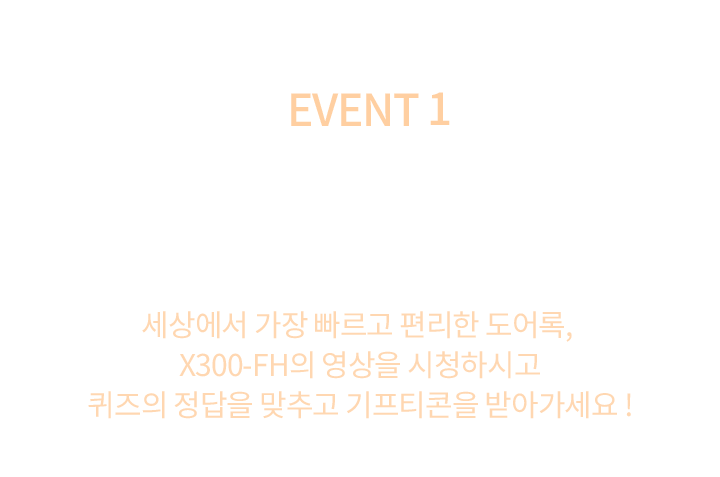 EVENT 1
세상에서 가장 빠르고 편리한 도어록,
X300-FH의 영상을 시청하시고
퀴즈의 정답을 맞추고 기프티콘을 받아가세요 !